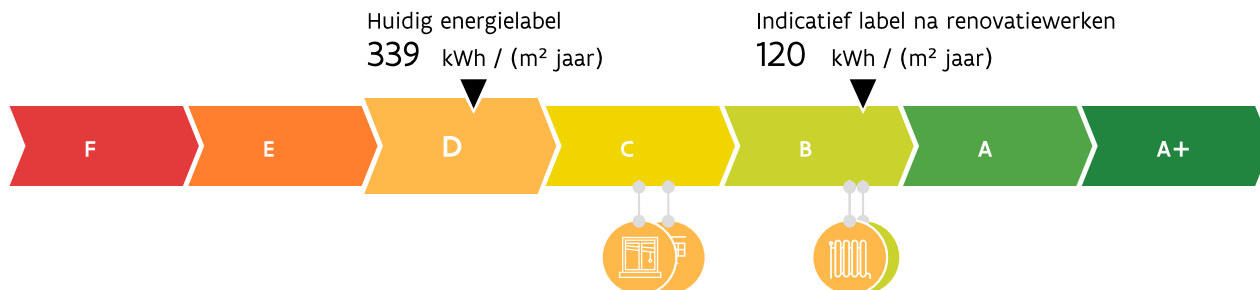 Huidig energielabel
339 kWh / (m² jaar)
Indicatief label na renovatiewerken
120 kWh / (m² jaar)
F E D C B A A+